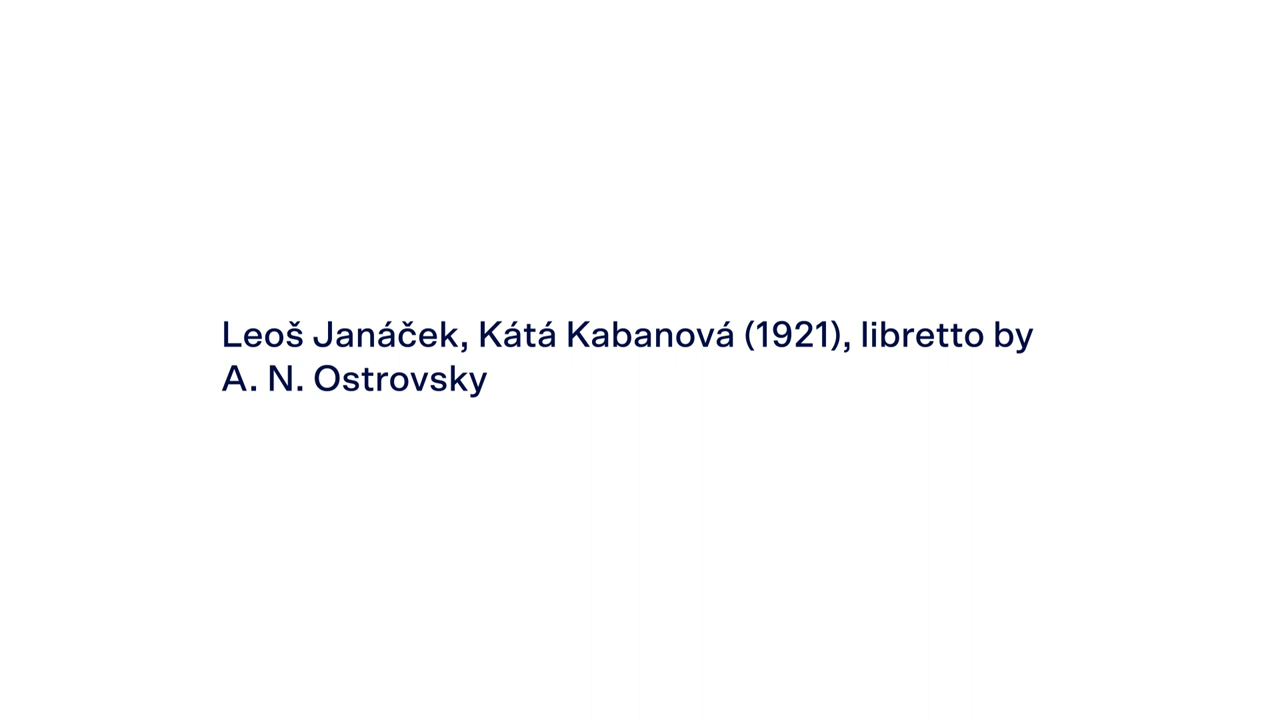 Leoš Janáček, Kátá Kabanová (1921), libretto by
A. N. Ostrovsky